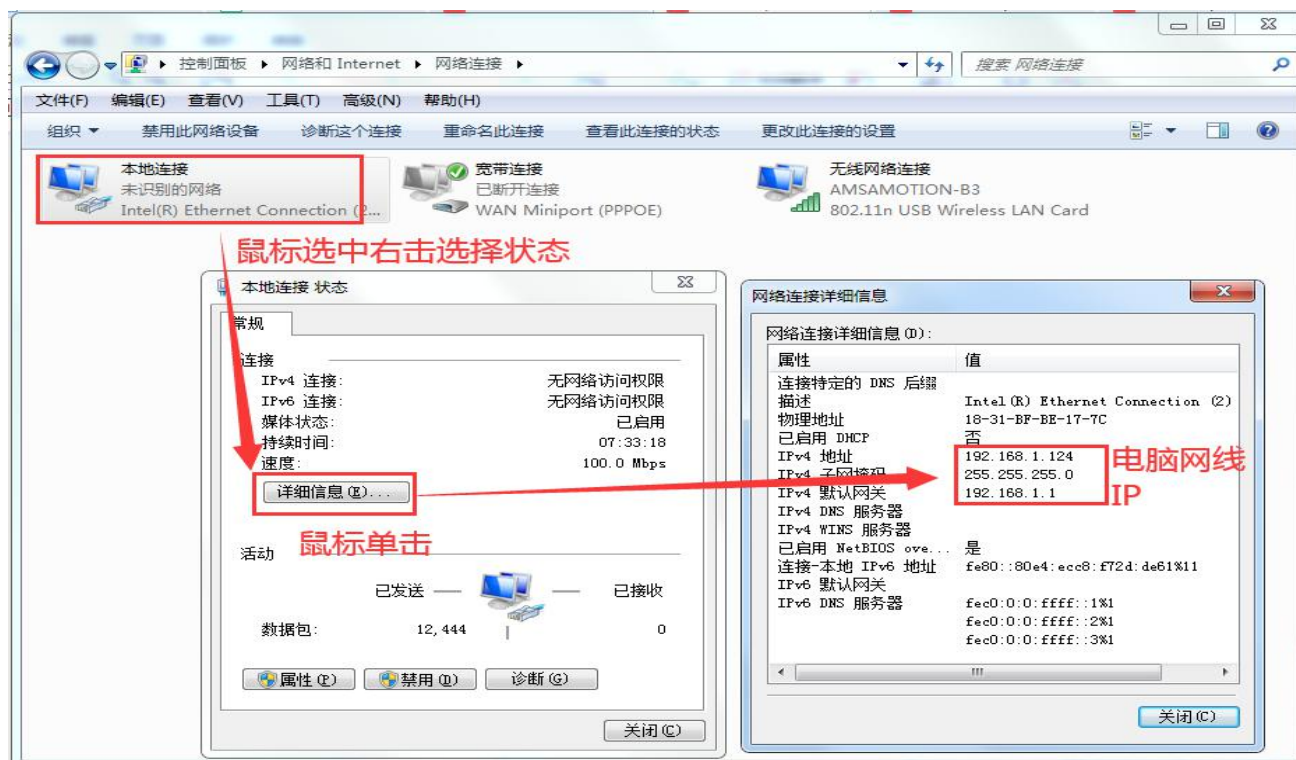 控制面板 ▸ 网络和 Internet ▸ 网络连接 ▸
搜索 网络连接
文件(F) 编辑(E) 查看(V) 工具(T) 高级(N) 帮助(H)
组织 禁用此网络设备 诊断这个连接 重命名此连接 查看此连接的状态 更改此连接的设置
本地连接
未识别的网络
Intel(R) Ethernet Connection (2...
宽带连接
已断开连接
WAN Miniport (PPPOE)
无线网络连接
AMSAMOTION-B3
802.11n USB Wireless LAN Card
鼠标选中右击选择状态
本地连接 状态
常规
连接
IPv4 连接: 无网络访问权限
IPv6 连接: 无网络访问权限
媒体状态: 已启用
持续时间: 07:33:18
速度: 100.0 Mbps
详细信息(E)...
鼠标单击
活动
已发送 —— —— 已接收
数据包: 12,444 0
属性(P) 禁用(D) 诊断(G)
关闭(C)
网络连接详细信息
网络连接详细信息(D):
属性 值
连接特定的 DNS 后缀
描述 Intel(R) Ethernet Connection (2)
物理地址 18-31-BF-BE-17-7C
已启用 DHCP 否
IPv4 地址 192.168.1.124
IPv4 子网掩码 255.255.255.0
IPv4 默认网关 192.168.1.1
IPv4 DNS 服务器
IPv4 WINS 服务器
已启用 NetBIOS ove... 是
连接-本地 IPv6 地址 fe80::80e4:ecc8:f72d:de61%11
IPv6 默认网关
IPv6 DNS 服务器 fec0:0:0:ffff::1%1
fec0:0:0:ffff::2%1
fec0:0:0:ffff::3%1
电脑网线
IP
关闭(C)